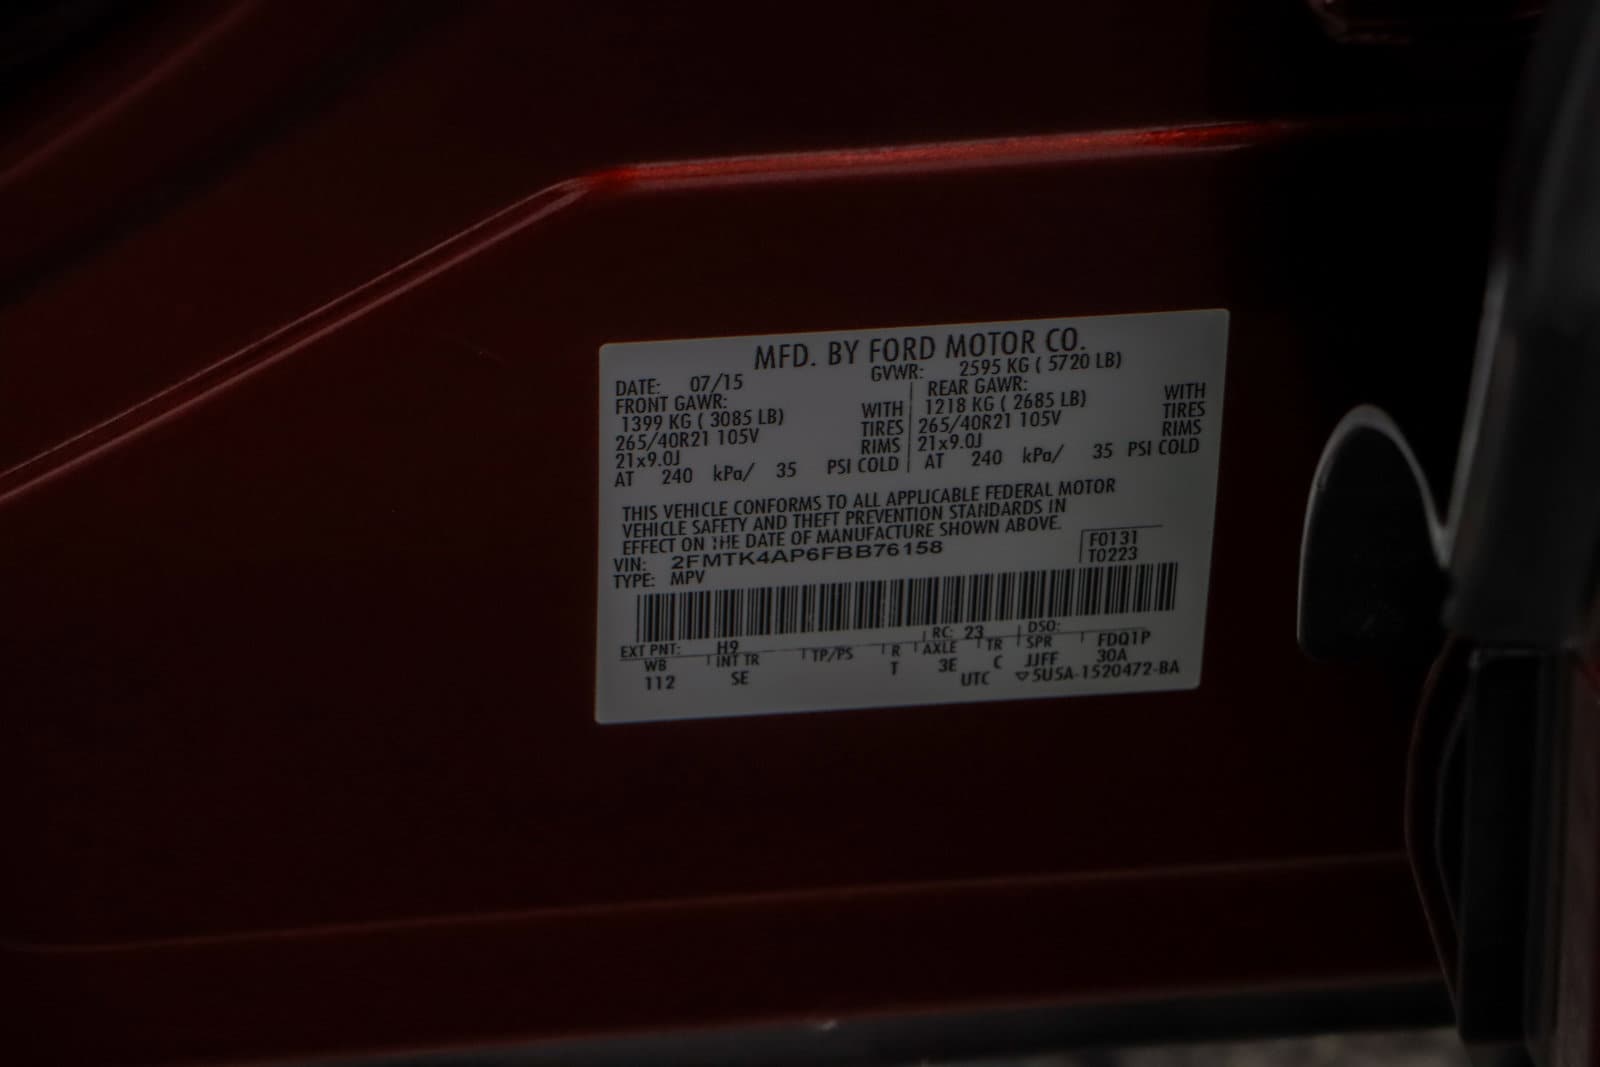 MFD. BY FORD MOTOR CO.
DATE: 07/15 GVWR: 2595 KG ( 5720 LB)
FRONT GAWR: REAR GAWR:
1399 KG ( 3085 LB) WITH 1218 KG ( 2685 LB) WITH
265/40R21 105V TIRES 265/40R21 105V TIRES
21x9.0J RIMS 21x9.0J RIMS
AT 240 kPa/ 35 PSI COLD AT 240 kPa/ 35 PSI COLD
THIS VEHICLE CONFORMS TO ALL APPLICABLE FEDERAL MOTOR
VEHICLE SAFETY AND THEFT PREVENTION STANDARDS IN
EFFECT ON THE DATE OF MANUFACTURE SHOWN ABOVE.
VIN: 2FMTK4AP6FBB76158 F0131
TYPE: MPV T0223
EXT PNT: H9 RC: 23 DSO: FDQ1P
WB INT TR TP/PS R AXLE TR SPR 30A
112 SE T 3E C JJFF
UTC ▽5U5A-1520472-BA